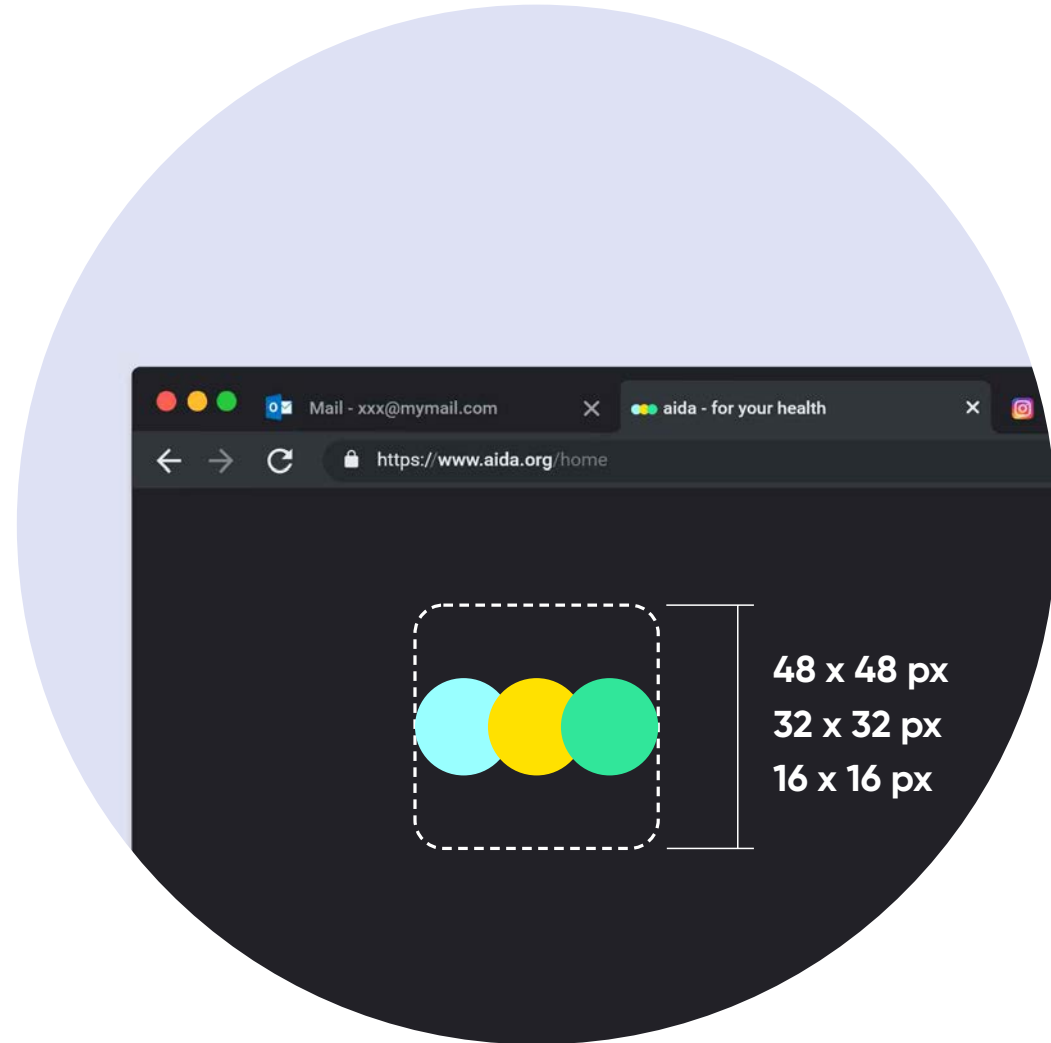 Mail - xxx@mymail.com
aida - for your health
https://www.aida.org/home
48 x 48 px
32 x 32 px
16 x 16 px